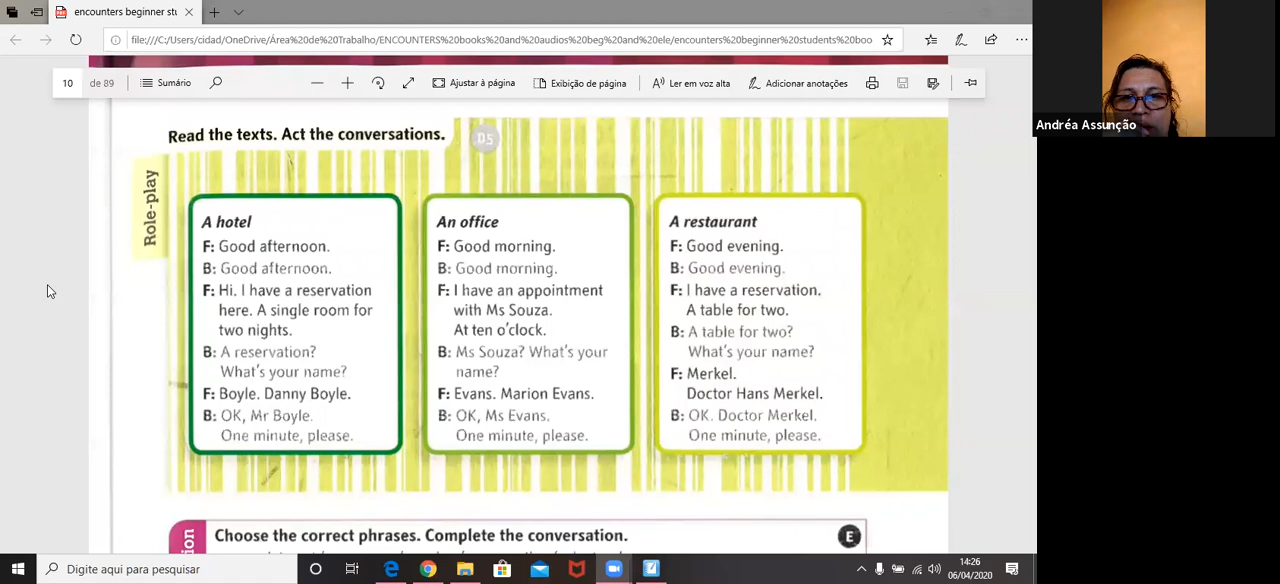 encounters beginner stu
file:///C:/Users/cidad/OneDrive/Área%20de%20Trabalho/ENCOUNTERS%20books%20and%20audios%20beg%20and%20ele/encounters%20beginner%20students%20boo
10 de 89 Sumário Ajustar à página Exibição de página Ler em voz alta Adicionar anotações
Andréa Assunção
Read the texts. Act the conversations. D5
Role-play
A hotel
F: Good afternoon.
B: Good afternoon.
F: Hi. I have a reservation
here. A single room for
two nights.
B: A reservation?
What's your name?
F: Boyle. Danny Boyle.
B: OK, Mr Boyle.
One minute, please.
An office
F: Good morning.
B: Good morning.
F: I have an appointment
with Ms Souza.
At ten o'clock.
B: Ms Souza? What's your
name?
F: Evans. Marion Evans.
B: OK, Ms Evans.
One minute, please.
A restaurant
F: Good evening.
B: Good evening.
F: I have a reservation.
A table for two.
B: A table for two?
What's your name?
F: Merkel.
Doctor Hans Merkel.
B: OK. Doctor Merkel.
One minute, please.
ion
Choose the correct phrases. Complete the conversation. E
Digite aqui para pesquisar
14:26
06/04/2020